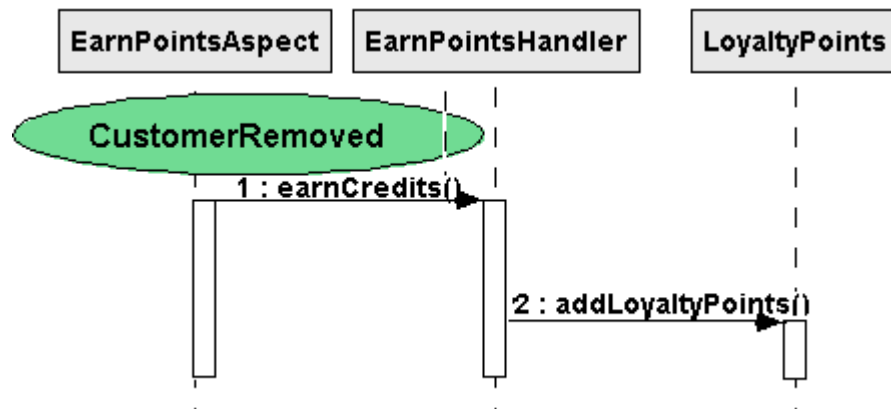 EarnPointsAspect
EarnPointsHandler
LoyaltyPoints
CustomerRemoved
1 : earnCredits()
2 : addLoyaltyPoints()